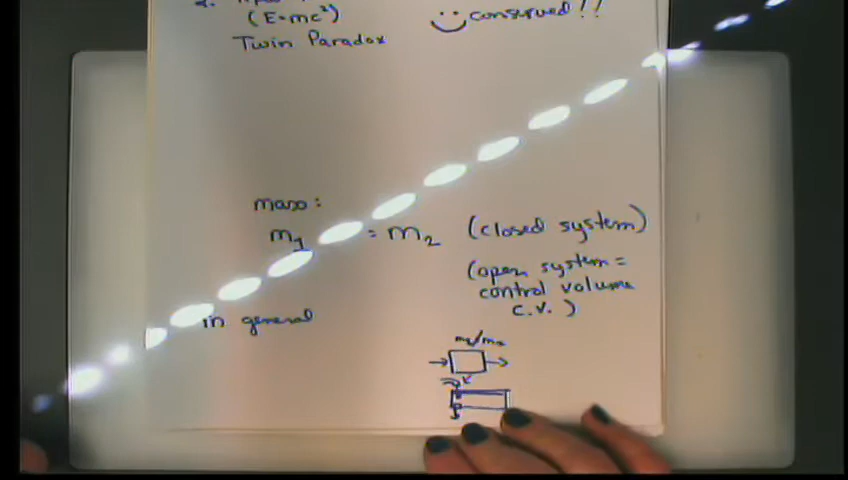 (E=mc²)
conserved!!
Twin Paradox
mass:
m₁ = m₂ (closed system)
(open system =
control volume
C.V.)
in general